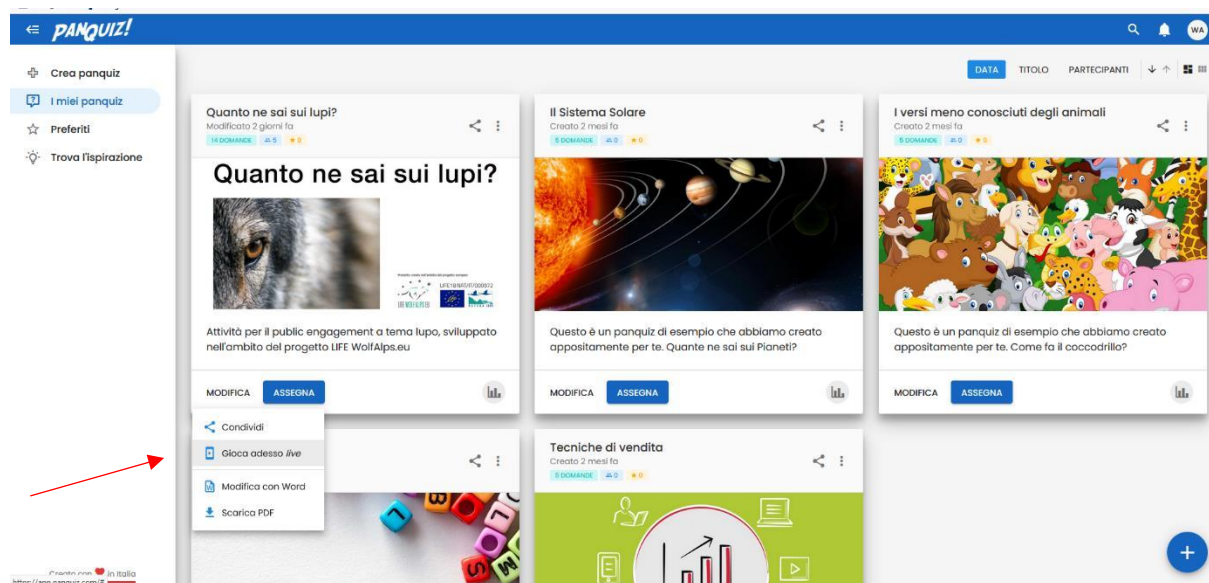 PANQUIZ!
WA
Crea panquiz
I miei panquiz
Preferiti
Trova l'ispirazione
DATA TITOLO PARTECIPANTI
Quanto ne sai sui lupi?
Modificato 2 giorni fa
14 DOMANDE 5 0
Quanto ne sai sui lupi?
LIFE18NAT/IT/000972
Attività per il public engagement a tema lupo, sviluppato
nell'ambito del progetto LIFE WolfAlps.eu
MODIFICA ASSEGNA
Il Sistema Solare
Creato 2 mesi fa
5 DOMANDE 0 0
Questo è un panquiz di esempio che abbiamo creato
appositamente per te. Quante ne sai sui Pianeti?
MODIFICA ASSEGNA
I versi meno conosciuti degli animali
Creato 2 mesi fa
5 DOMANDE 0 0
Questo è un panquiz di esempio che abbiamo creato
appositamente per te. Come fa il coccodrillo?
MODIFICA ASSEGNA
Condividi
Gioca adesso live
Modifica con Word
Scarica PDF
Tecniche di vendita
Creato 2 mesi fa
5 DOMANDE 0 0
Creato con in Italia